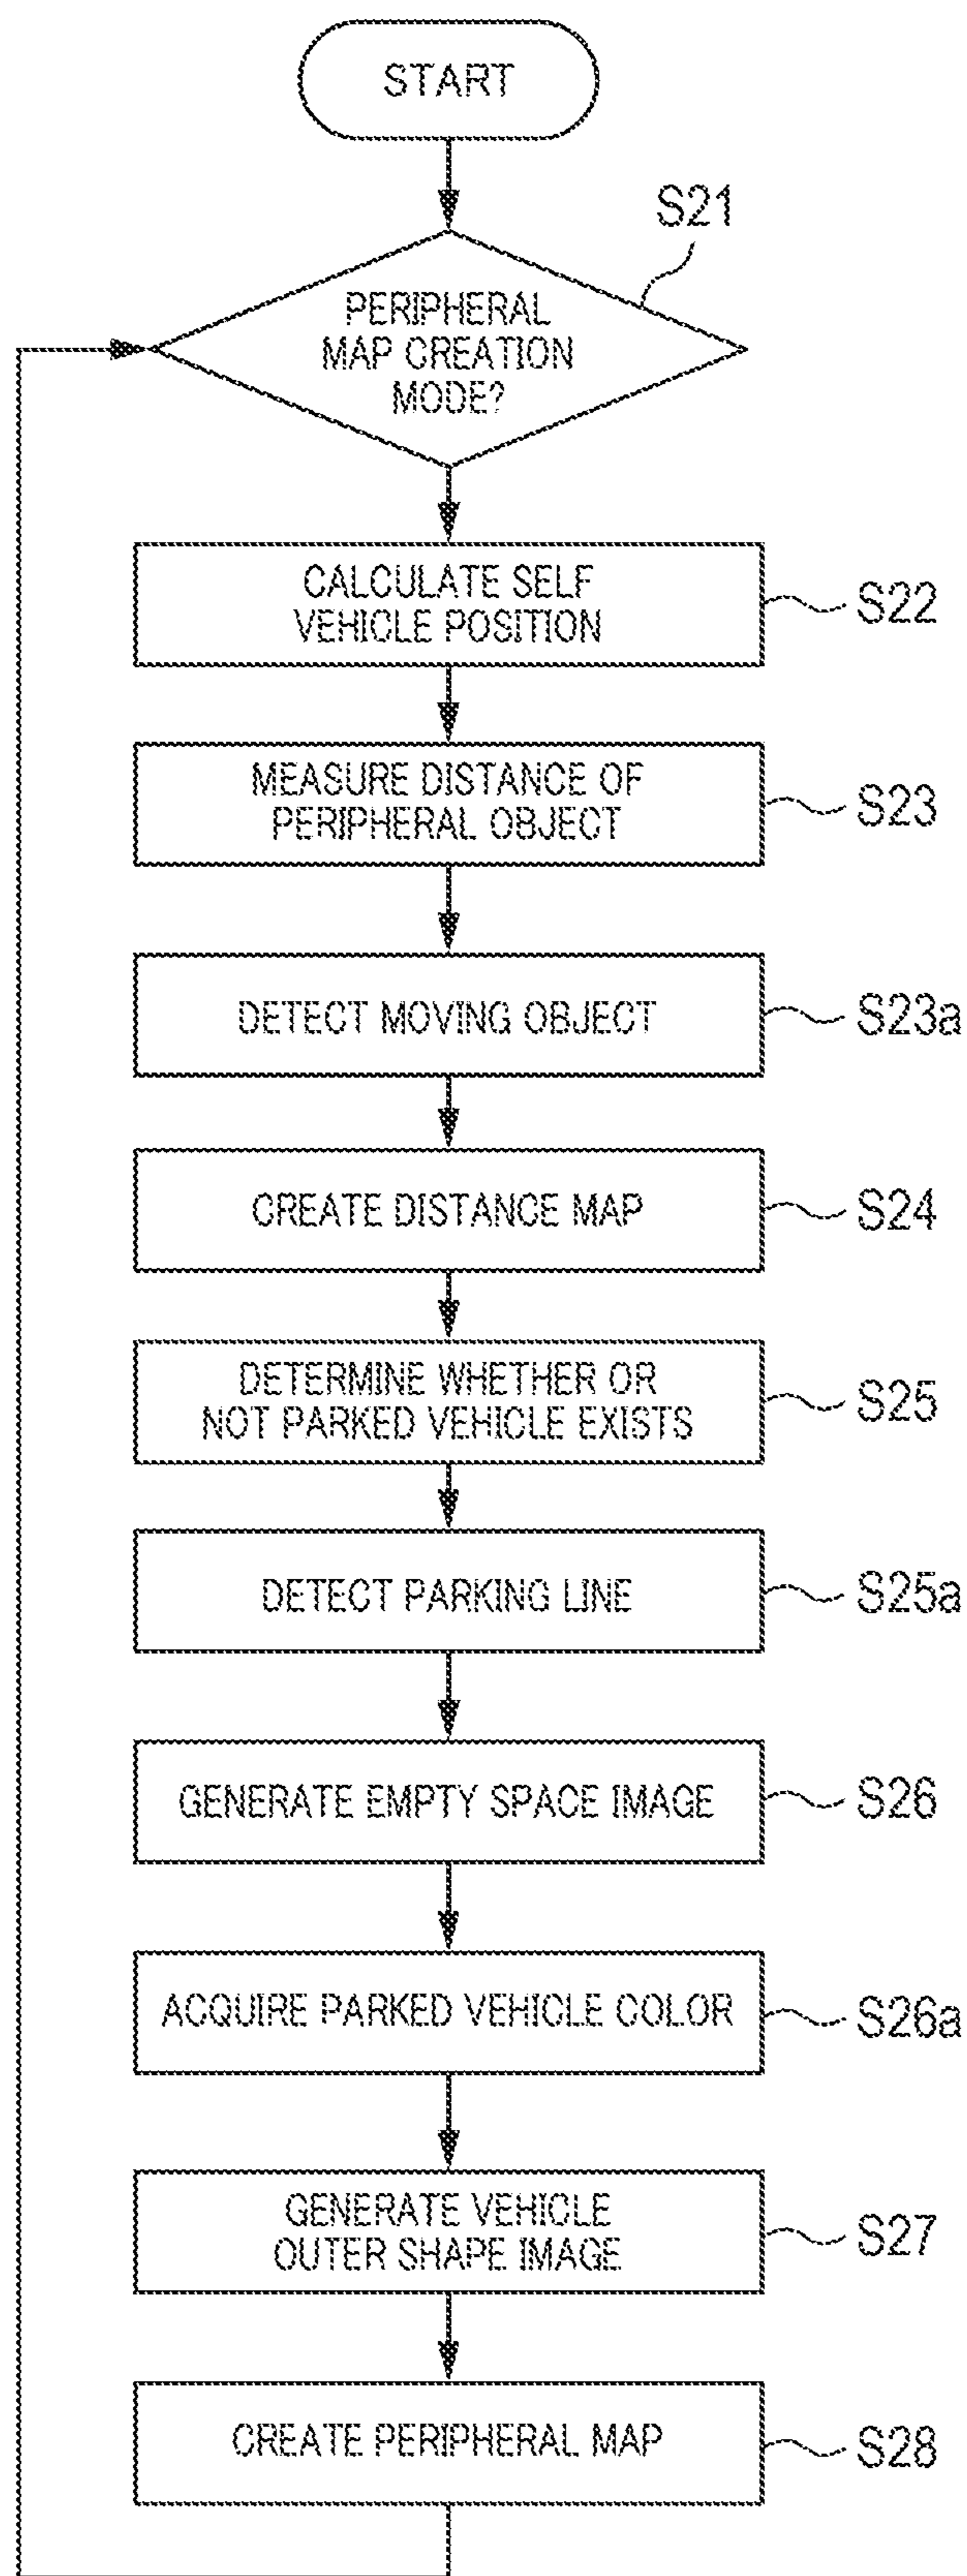 START
S21
PERIPHERAL
MAP CREATION
MODE?
CALCULATE SELF
VEHICLE POSITION
S22
MEASURE DISTANCE OF
PERIPHERAL OBJECT
S23
DETECT MOVING OBJECT
S23a
CREATE DISTANCE MAP
S24
DETERMINE WHETHER OR
NOT PARKED VEHICLE EXISTS
S25
DETECT PARKING LINE
S25a
GENERATE EMPTY SPACE IMAGE
S26
ACQUIRE PARKED VEHICLE COLOR
S26a
GENERATE VEHICLE
OUTER SHAPE IMAGE
S27
CREATE PERIPHERAL MAP
S28